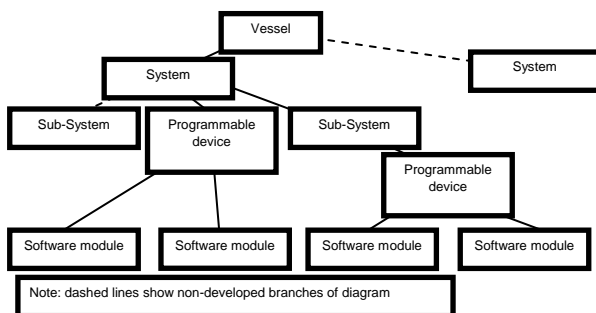 Vessel
System
System
Sub-System
Programmable
device
Sub-System
Programmable
device
Software module
Software module
Software module
Software module
Note: dashed lines show non-developed branches of diagram